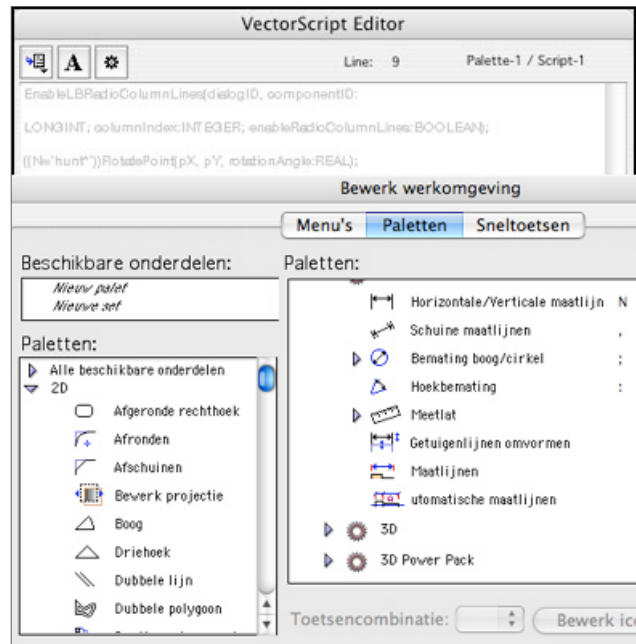 VectorScript Editor
A
Line: 9 Palette-1 / Script-1
EnableLBRadioColumnLines(dialogID, componentID:
LONGINT; columnIndex:INTEGER; enableRadioColumnLines:BOOLEAN);
((N='hunt*'))RotatePoint(pX, pY, rotationAngle:REAL);
Bewerk werkomgeving
Menu's Paletten Sneltoetsen
Beschikbare onderdelen:
Nieuw palet
Nieuwe set
Paletten:
Alle beschikbare onderdelen
2D
Afgeronde rechthoek
Afronden
Afschuinen
Bewerk projectie
Boog
Driehoek
Dubbele lijn
Dubbele polygoon
Paletten:
Horizontale/Verticale maatlijn N
Schuine maatlijnen ,
Bemating boog/cirkel ;
Hoekbemating :
Meetlat
Getuigenlijnen omvormen
Maatlijnen
utomatische maatlijnen
3D
3D Power Pack
Toetsencombinatie: Bewerk ico